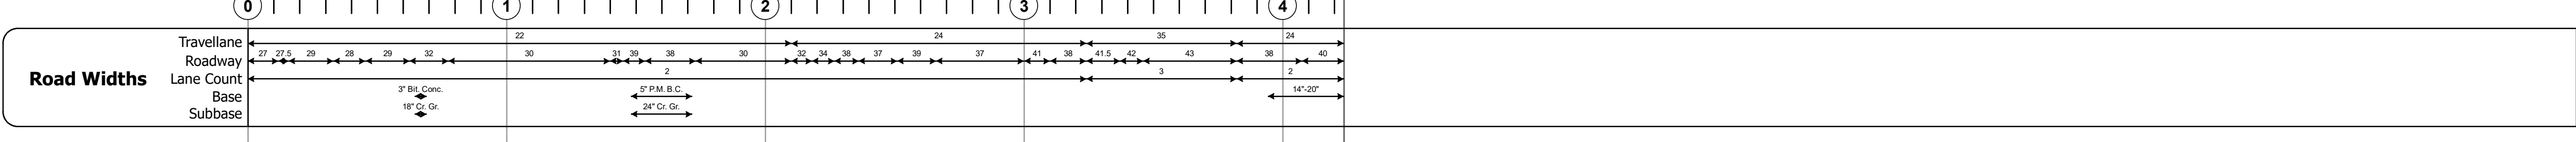 0 1 2 3 4
Road Widths
Travellane 22 24 35 24
Roadway 27 27.5 29 28 29 32 30 31 39 38 30 32 34 38 37 39 37 41 38 41.5 42 43 38 40
Lane Count 2 3 2
Base 3" Bit. Conc. 5" P.M. B.C. 14"-20"
Subbase 18" Cr. Gr. 24" Cr. Gr.